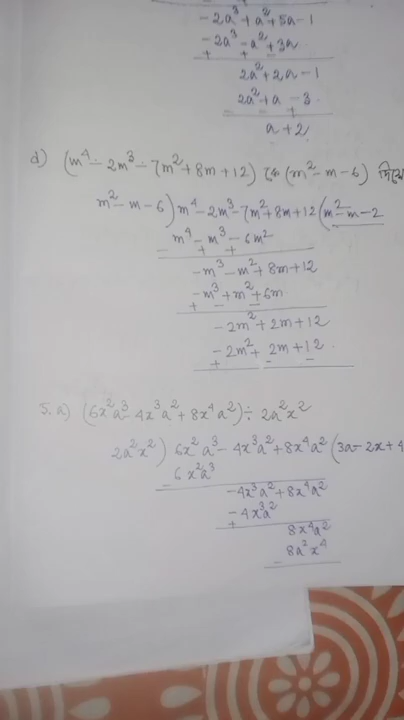 - 2a³ + a² + 5a - 1
- 2a³ - a² + 3a
+ + -
2a² + 2a - 1
2a² + a - 3
- - +
a + 2
d) (m⁴ - 2m³ - 7m² + 8m + 12) কে (m² - m - 6) দিয়ে
m² - m - 6) m⁴ - 2m³ - 7m² + 8m + 12 (m² - m - 2
m⁴ - m³ - 6m²
- + +
- m³ - m² + 8m + 12
- m³ + m² + 6m
+ - -
- 2m² + 2m + 12
- 2m² + 2m + 12
+ - -
5. a) (6x²a³ - 4x³a² + 8x⁴a²) ÷ 2a²x²
2a²x²) 6x²a³ - 4x³a² + 8x⁴a² (3a - 2x + 4
6x²a³
-
- 4x³a² + 8x⁴a²
- 4x³a²
+
8x⁴a²
8a²x⁴
-